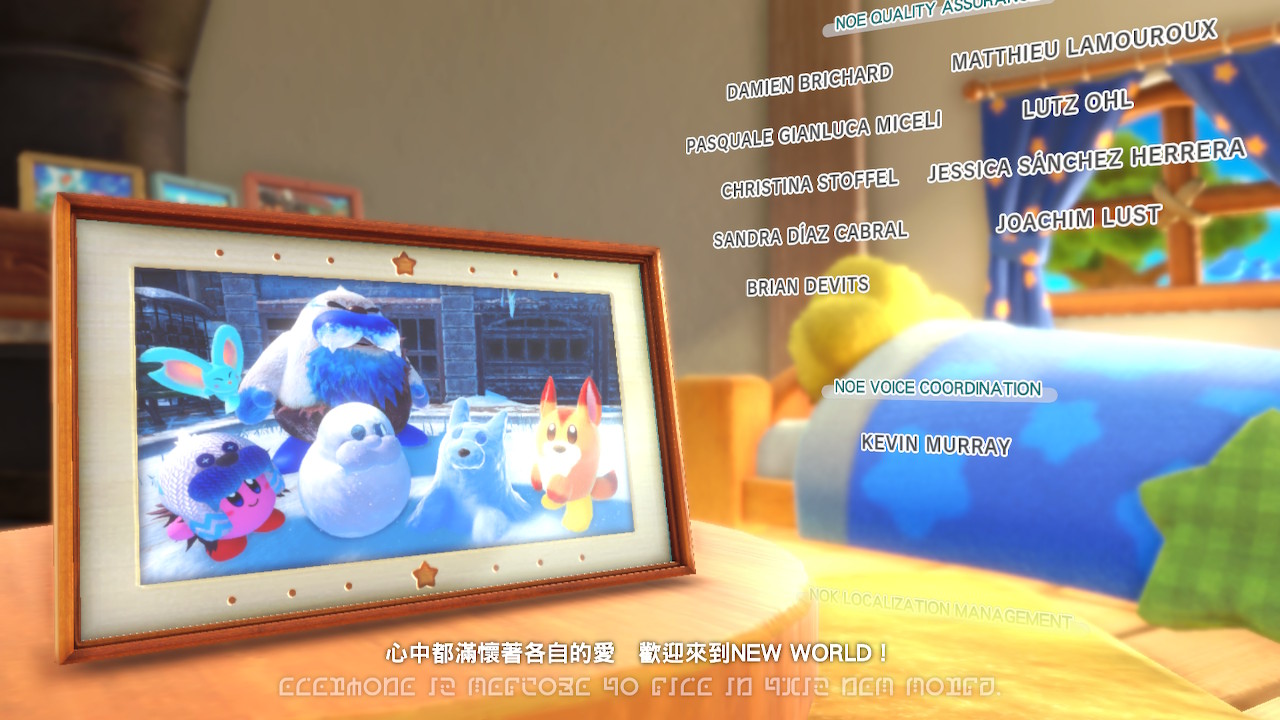 NOE QUALITY ASSURANCE
DAMIEN BRICHARD
MATTHIEU LAMOUROUX
PASQUALE GIANLUCA MICELI
LUTZ OHL
CHRISTINA STOFFEL
JESSICA SÁNCHEZ HERRERA
SANDRA DÍAZ CABRAL
JOACHIM LUST
BRIAN DEVITS
NOE VOICE COORDINATION
KEVIN MURRAY
NOK LOCALIZATION MANAGEMENT
心中都滿懷著各自的愛 歡迎來到NEW WORLD！